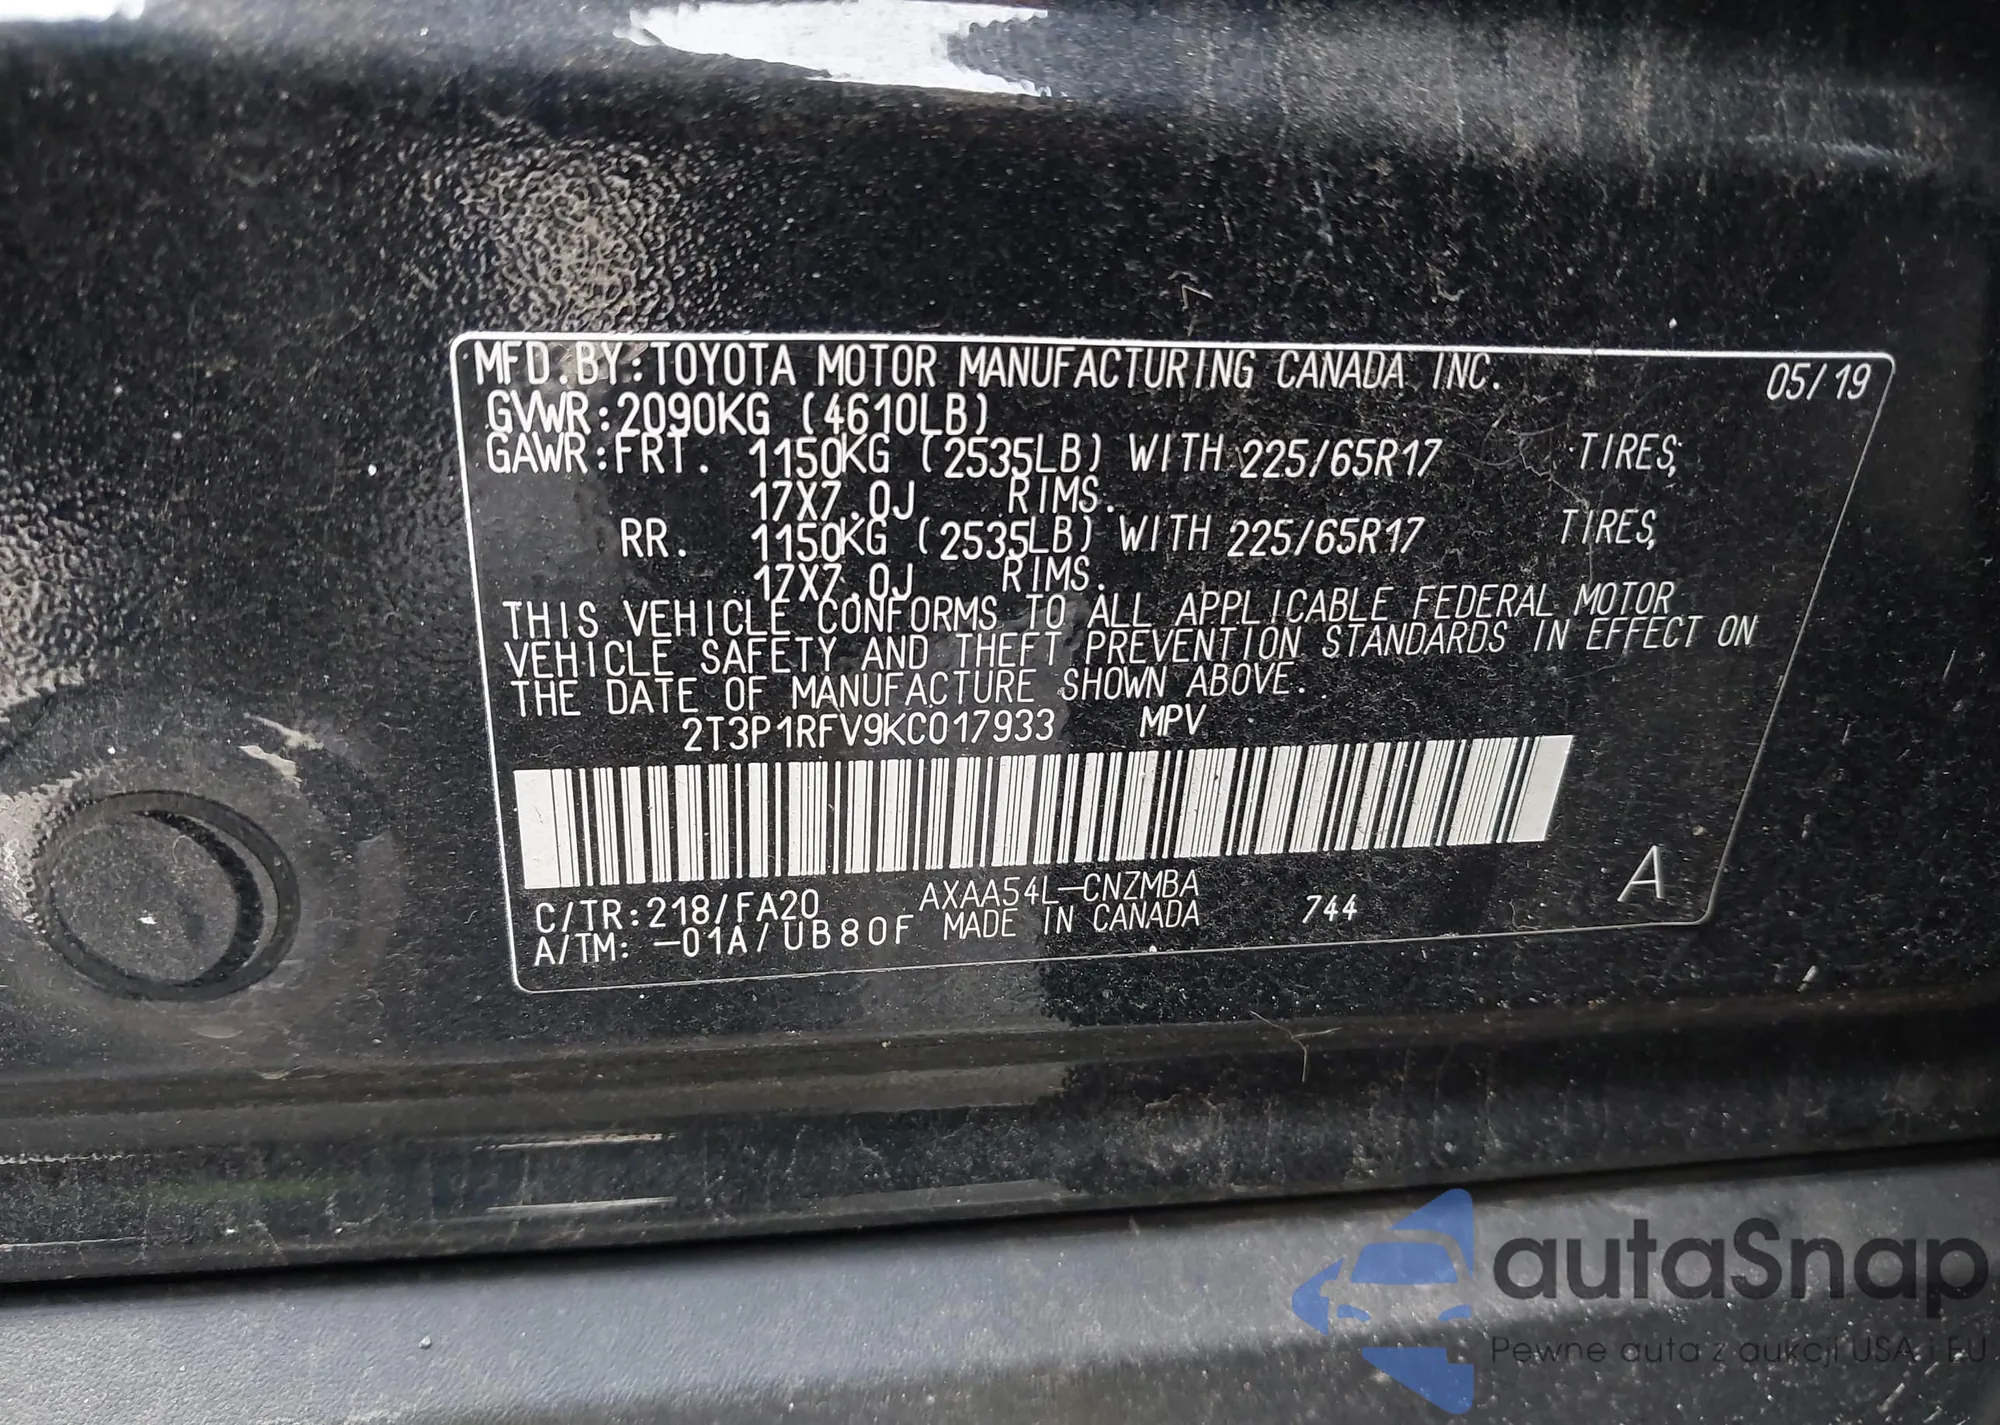 MFD.BY:TOYOTA MOTOR MANUFACTURING CANADA INC. 05/19
GVWR:2090KG (4610LB)
GAWR:FRT. 1150KG (2535LB) WITH 225/65R17 TIRES,
17X7.0J RIMS.
RR. 1150KG (2535LB) WITH 225/65R17 TIRES,
17X7.0J RIMS.
THIS VEHICLE CONFORMS TO ALL APPLICABLE FEDERAL MOTOR
VEHICLE SAFETY AND THEFT PREVENTION STANDARDS IN EFFECT ON
THE DATE OF MANUFACTURE SHOWN ABOVE.
2T3P1RFV9KC017933 MPV
C/TR:218/FA20 AXAA54L-CNZMBA 744 A
A/TM: -01A/UB80F MADE IN CANADA
autaSnap
Pewne auta z aukcji USA i EU